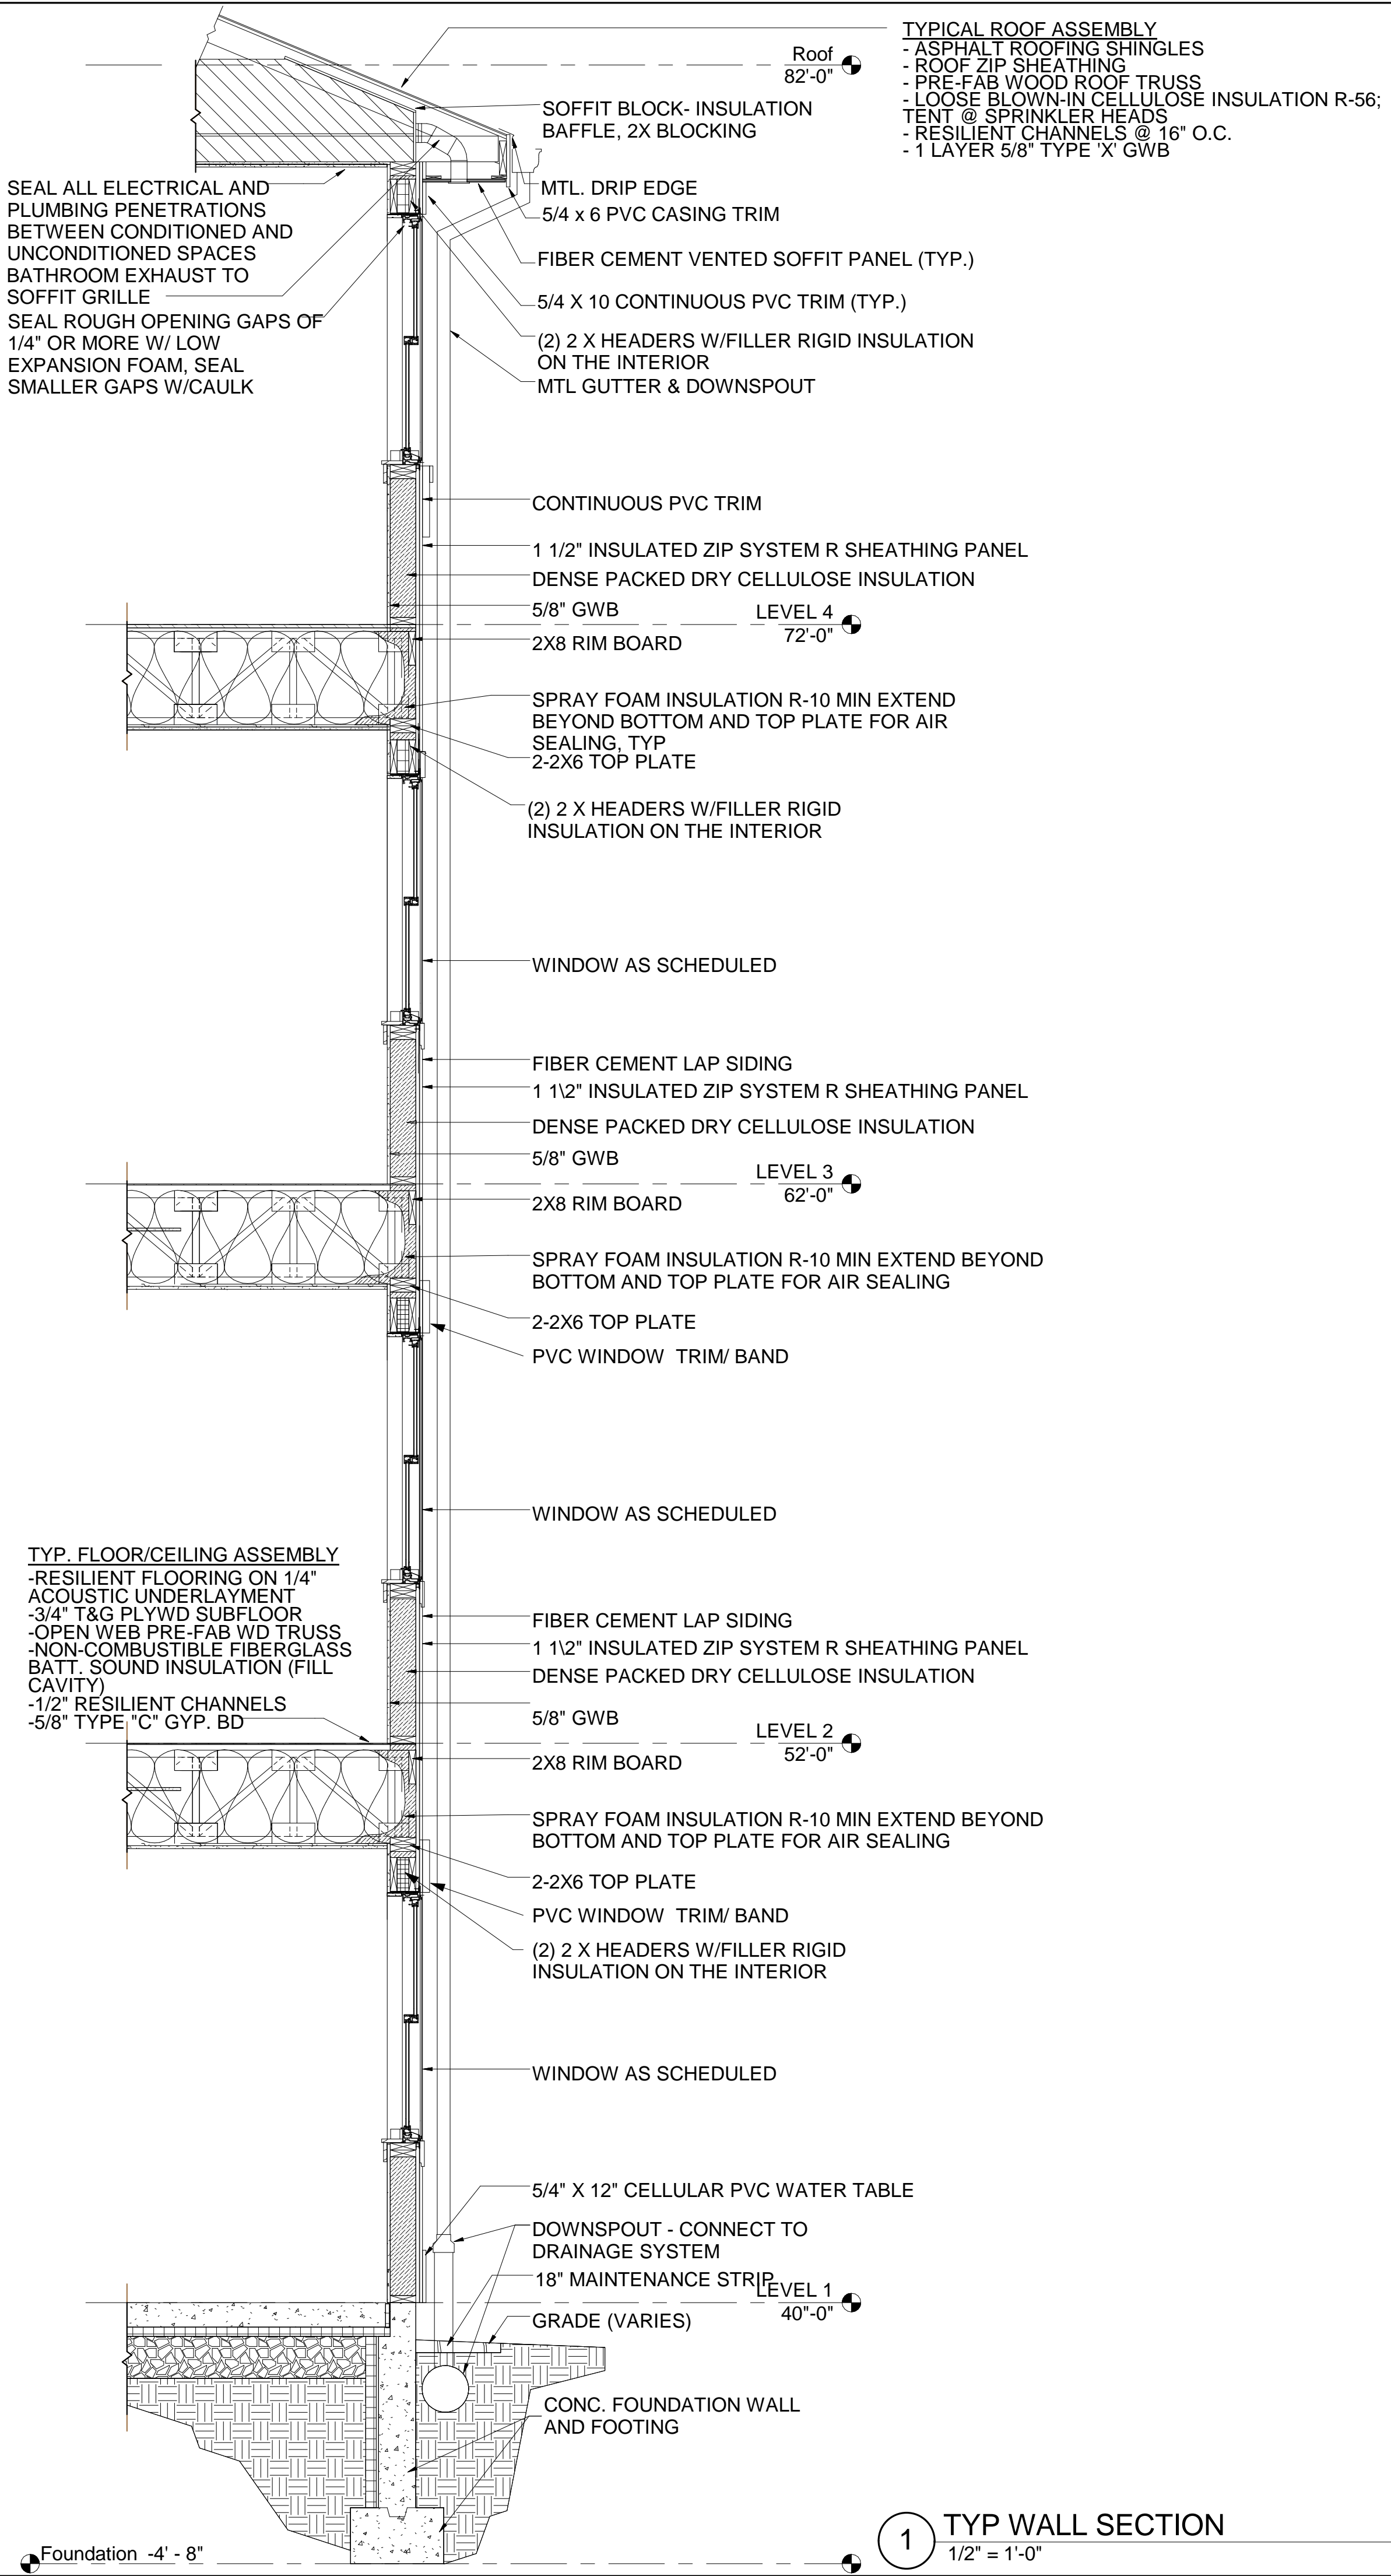 TYPICAL ROOF ASSEMBLY
- ASPHALT ROOFING SHINGLES
- ROOF ZIP SHEATHING
- PRE-FAB WOOD ROOF TRUSS
- LOOSE BLOWN-IN CELLULOSE INSULATION R-56;
TENT @ SPRINKLER HEADS
- RESILIENT CHANNELS @ 16" O.C.
- 1 LAYER 5/8" TYPE 'X' GWB
Roof
82'-0"
SOFFIT BLOCK- INSULATION
BAFFLE, 2X BLOCKING
SEAL ALL ELECTRICAL AND
PLUMBING PENETRATIONS
BETWEEN CONDITIONED AND
UNCONDITIONED SPACES
BATHROOM EXHAUST TO
SOFFIT GRILLE
SEAL ROUGH OPENING GAPS OF
1/4" OR MORE W/ LOW
EXPANSION FOAM, SEAL
SMALLER GAPS W/CAULK
MTL. DRIP EDGE
5/4 x 6 PVC CASING TRIM
FIBER CEMENT VENTED SOFFIT PANEL (TYP.)
5/4 X 10 CONTINUOUS PVC TRIM (TYP.)
(2) 2 X HEADERS W/FILLER RIGID INSULATION
ON THE INTERIOR
MTL GUTTER & DOWNSPOUT
CONTINUOUS PVC TRIM
1 1/2" INSULATED ZIP SYSTEM R SHEATHING PANEL
DENSE PACKED DRY CELLULOSE INSULATION
5/8" GWB
LEVEL 4
72'-0"
2X8 RIM BOARD
SPRAY FOAM INSULATION R-10 MIN EXTEND
BEYOND BOTTOM AND TOP PLATE FOR AIR
SEALING, TYP
2-2X6 TOP PLATE
(2) 2 X HEADERS W/FILLER RIGID
INSULATION ON THE INTERIOR
WINDOW AS SCHEDULED
FIBER CEMENT LAP SIDING
1 1\2" INSULATED ZIP SYSTEM R SHEATHING PANEL
DENSE PACKED DRY CELLULOSE INSULATION
5/8" GWB
LEVEL 3
62'-0"
2X8 RIM BOARD
SPRAY FOAM INSULATION R-10 MIN EXTEND BEYOND
BOTTOM AND TOP PLATE FOR AIR SEALING
2-2X6 TOP PLATE
PVC WINDOW TRIM/ BAND
WINDOW AS SCHEDULED
TYP. FLOOR/CEILING ASSEMBLY
-RESILIENT FLOORING ON 1/4"
ACOUSTIC UNDERLAYMENT
-3/4" T&G PLYWD SUBFLOOR
-OPEN WEB PRE-FAB WD TRUSS
-NON-COMBUSTIBLE FIBERGLASS
BATT. SOUND INSULATION (FILL
CAVITY)
-1/2" RESILIENT CHANNELS
-5/8" TYPE "C" GYP. BD
FIBER CEMENT LAP SIDING
1 1\2" INSULATED ZIP SYSTEM R SHEATHING PANEL
DENSE PACKED DRY CELLULOSE INSULATION
5/8" GWB
LEVEL 2
52'-0"
2X8 RIM BOARD
SPRAY FOAM INSULATION R-10 MIN EXTEND BEYOND
BOTTOM AND TOP PLATE FOR AIR SEALING
2-2X6 TOP PLATE
PVC WINDOW TRIM/ BAND
(2) 2 X HEADERS W/FILLER RIGID
INSULATION ON THE INTERIOR
WINDOW AS SCHEDULED
5/4" X 12" CELLULAR PVC WATER TABLE
DOWNSPOUT - CONNECT TO
DRAINAGE SYSTEM
18" MAINTENANCE STRIP
LEVEL 1
40"-0"
GRADE (VARIES)
CONC. FOUNDATION WALL
AND FOOTING
Foundation -4' - 8"
1
TYP WALL SECTION
1/2" = 1'-0"